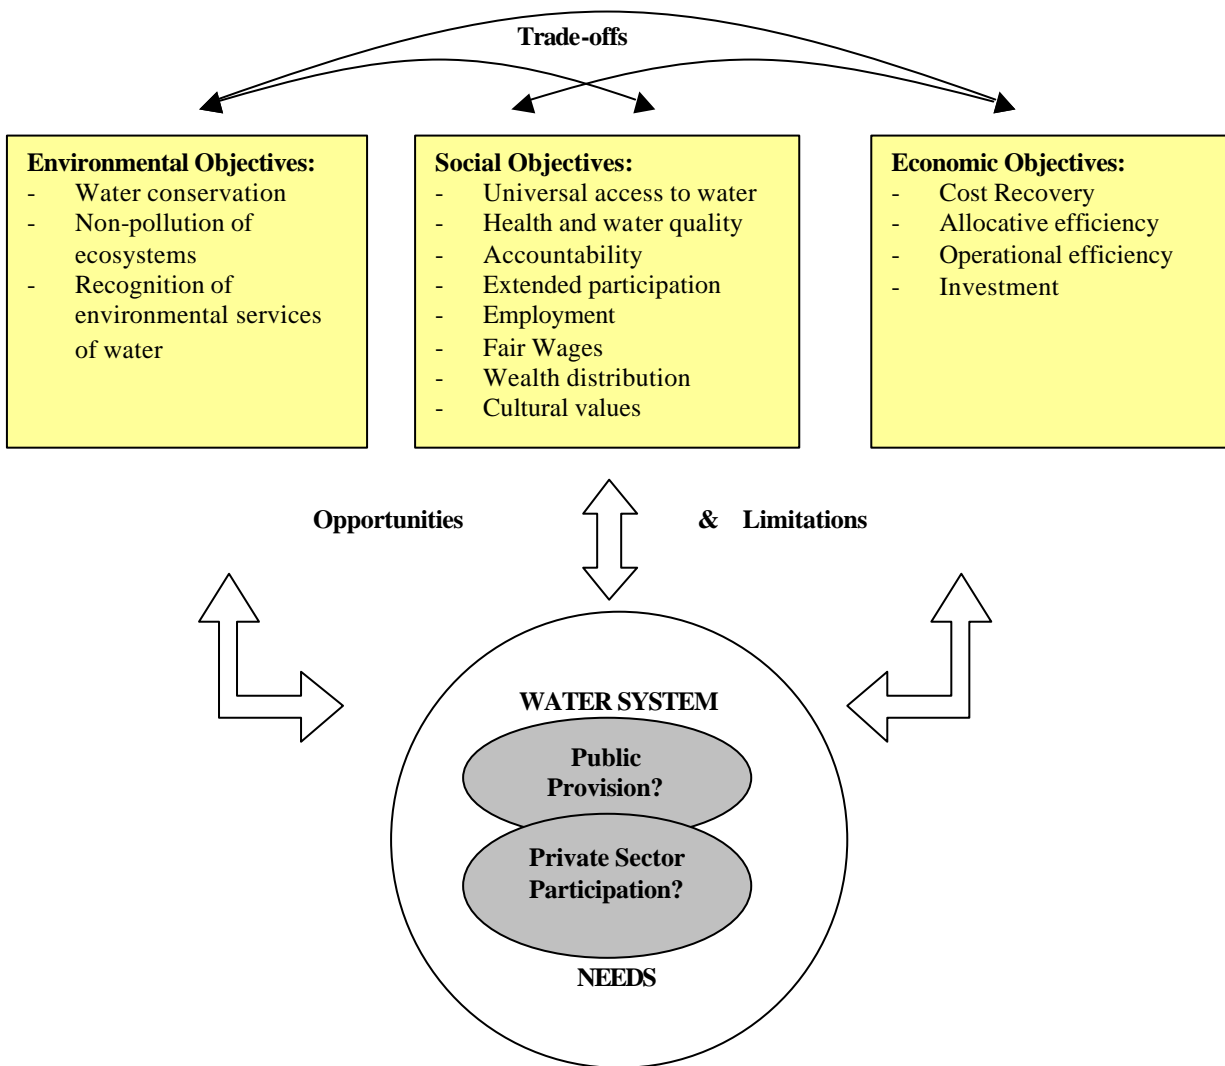 Trade-offs
Environmental Objectives:
- Water conservation
- Non-pollution of
ecosystems
- Recognition of
environmental services
of water
Social Objectives:
- Universal access to water
- Health and water quality
- Accountability
- Extended participation
- Employment
- Fair Wages
- Wealth distribution
- Cultural values
Economic Objectives:
- Cost Recovery
- Allocative efficiency
- Operational efficiency
- Investment
Opportunities & Limitations
WATER SYSTEM
Public
Provision?
Private Sector
Participation?
NEEDS